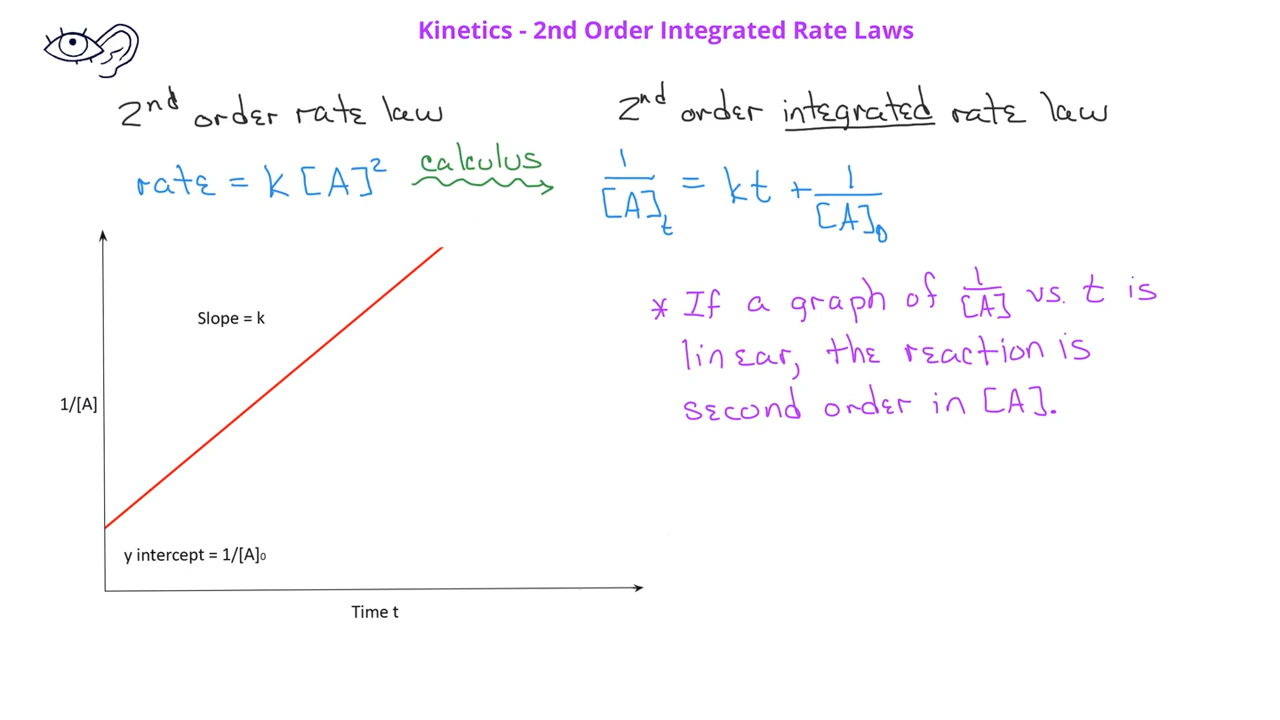 Kinetics - 2nd Order Integrated Rate Laws
2nd order rate law
rate = k [A]²
calculus
2nd order integrated rate law
1/[A]t = kt + 1/[A]0
* If a graph of 1/[A] vs. t is
linear, the reaction is
second order in [A].
Slope = k
1/[A]
y intercept = 1/[A]₀
Time t